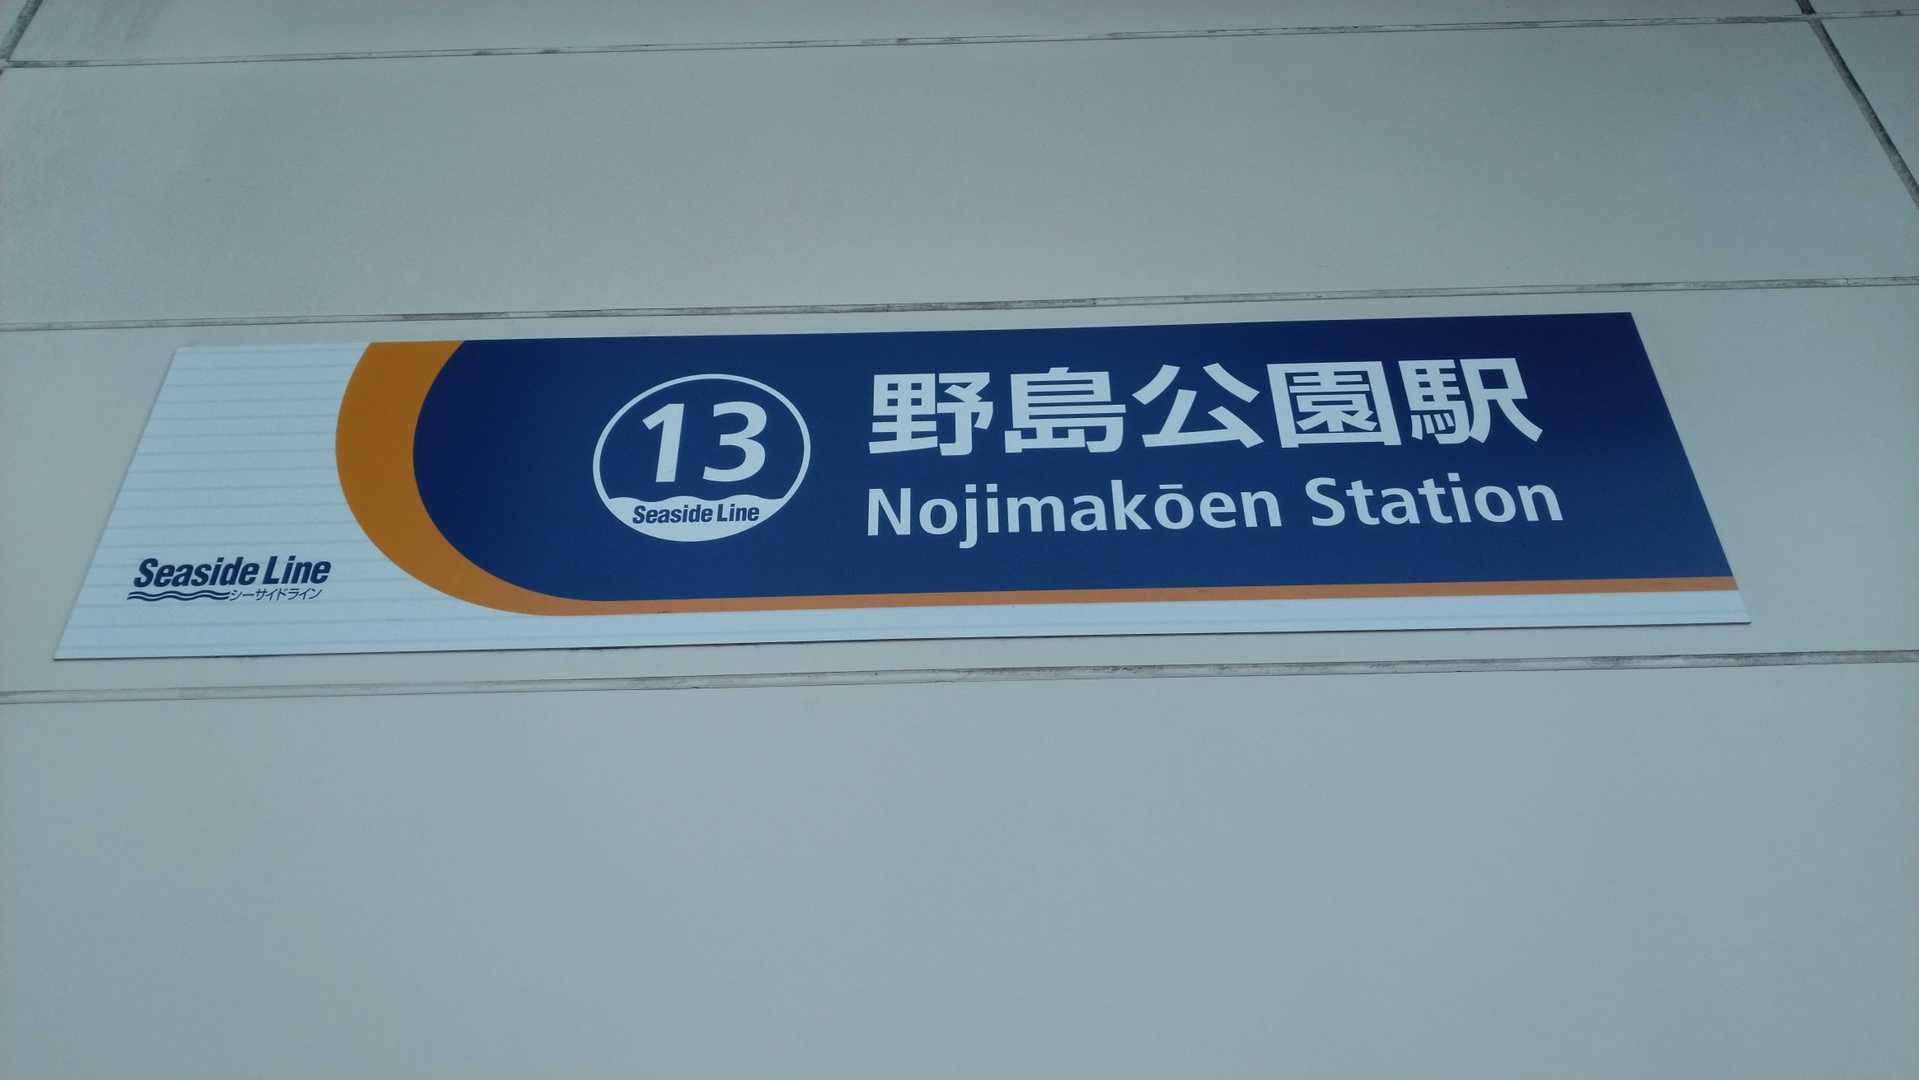 Seaside Line
シーサイドライン
13
Seaside Line
野島公園駅
Nojimakōen Station